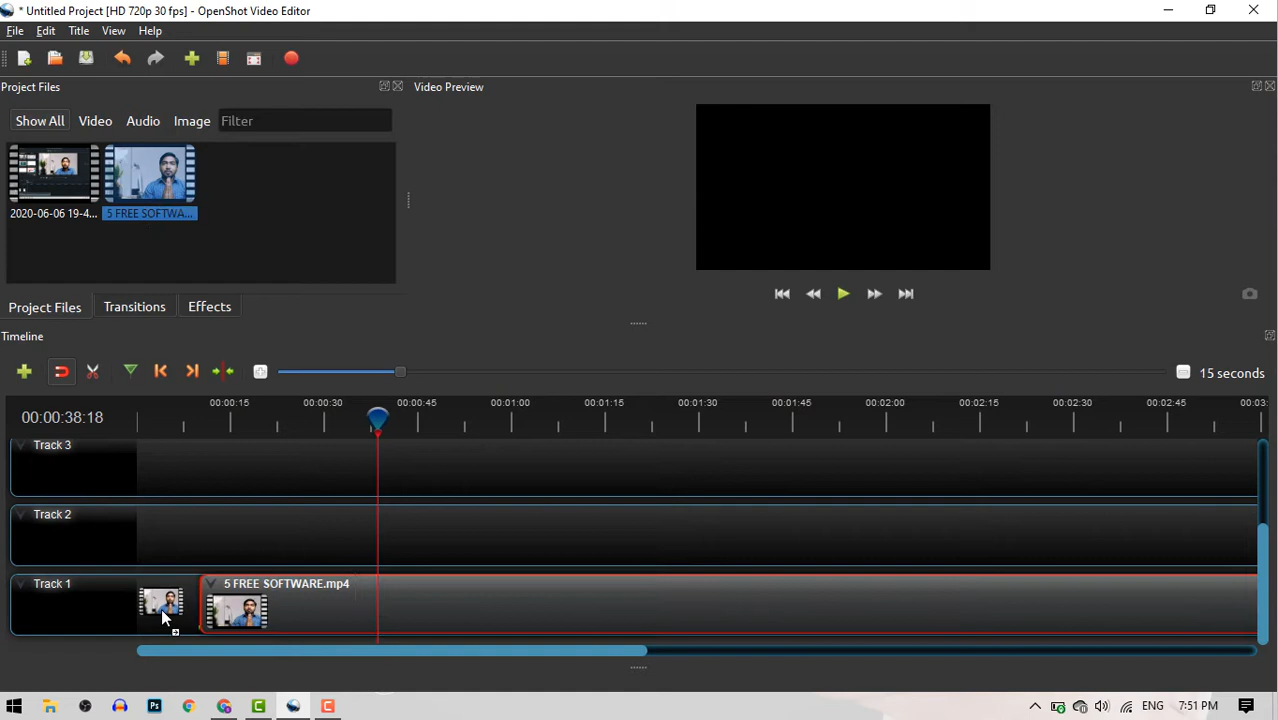 * Untitled Project [HD 720p 30 fps] - OpenShot Video Editor
File Edit Title View Help
Project Files
Video Preview
Show All Video Audio Image Filter
2020-06-06 19-4... 5 FREE SOFTWA...
Project Files Transitions Effects
Timeline
15 seconds
00:00:38:18
00:00:15 00:00:30 00:00:45 00:01:00 00:01:15 00:01:30 00:01:45 00:02:00 00:02:15 00:02:30 00:02:45 00:03:
Track 3
Track 2
Track 1
5 FREE SOFTWARE.mp4
Ps
ENG 7:51 PM